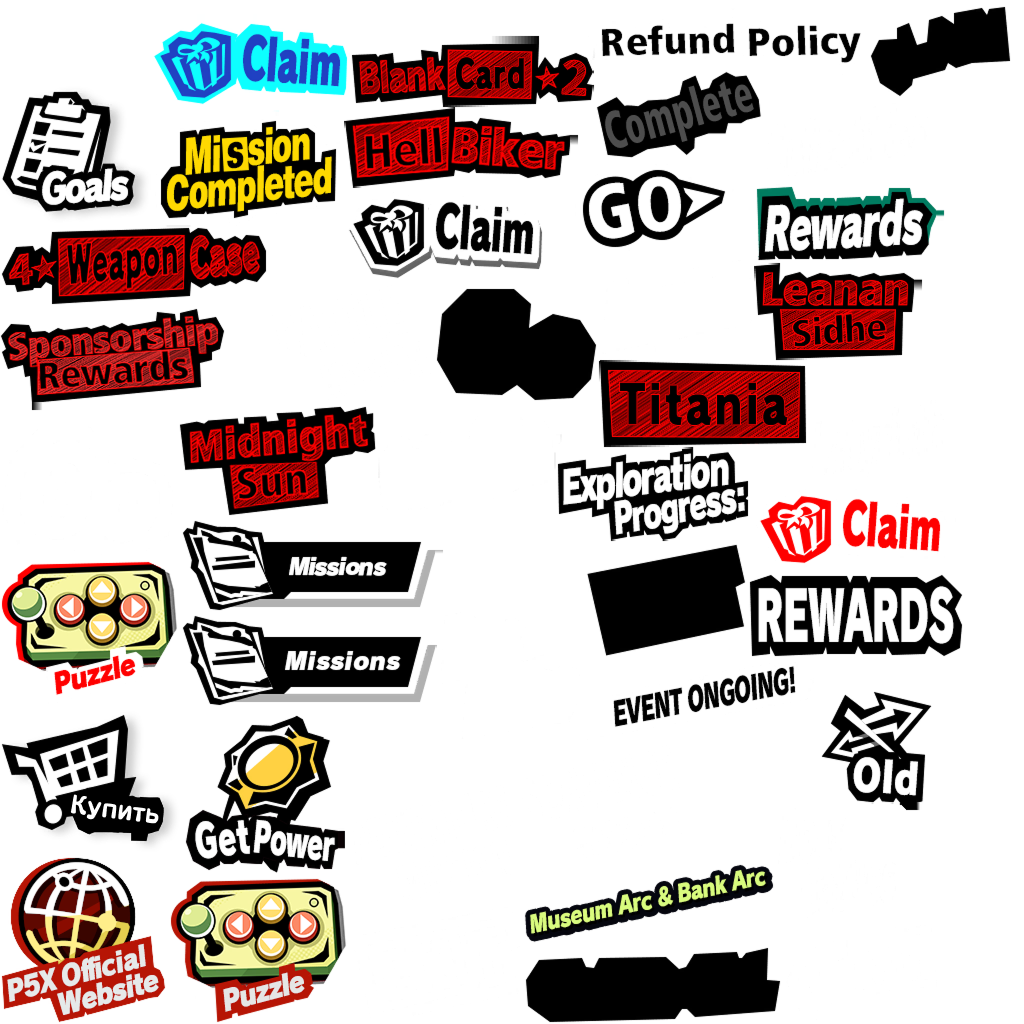 Claim
Blank Card ★2
Refund Policy
Complete
Goals
Mission
Completed
Hell Biker
GO
Claim
Rewards
4★ Weapon Case
Leanan
Sidhe
Sponsorship
Rewards
Titania
Midnight
Sun
Exploration
Progress:
Claim
Missions
REWARDS
Puzzle
Missions
EVENT ONGOING!
Old
Купить
Get Power
Museum Arc & Bank Arc
P5X Official
Website
Puzzle